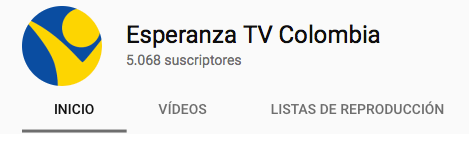 Esperanza TV Colombia
5.068 suscriptores
INICIO VÍDEOS LISTAS DE REPRODUCCIÓN